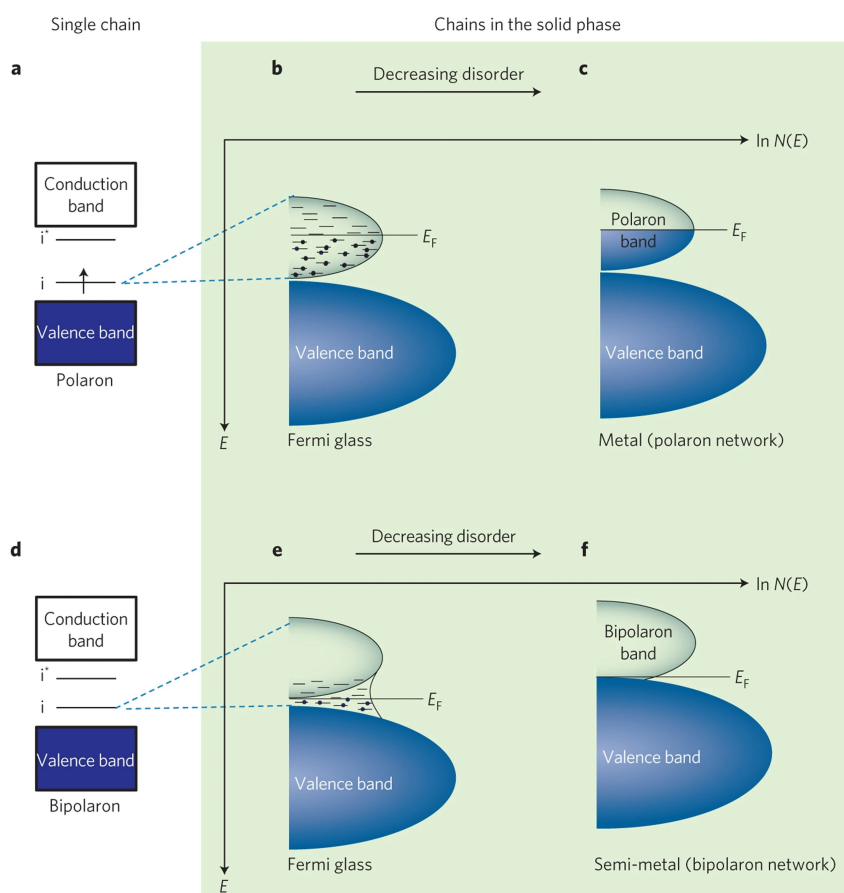 Single chain
Chains in the solid phase
a
b
Decreasing disorder
c
ln N(E)
Conduction
band
i*
i
Valence band
Polaron
EF
Valence band
E
Fermi glass
Polaron
band
EF
Valence band
Metal (polaron network)
d
e
Decreasing disorder
f
ln N(E)
Conduction
band
i*
i
Valence band
Bipolaron
EF
Valence band
E
Fermi glass
Bipolaron
band
EF
Valence band
Semi-metal (bipolaron network)